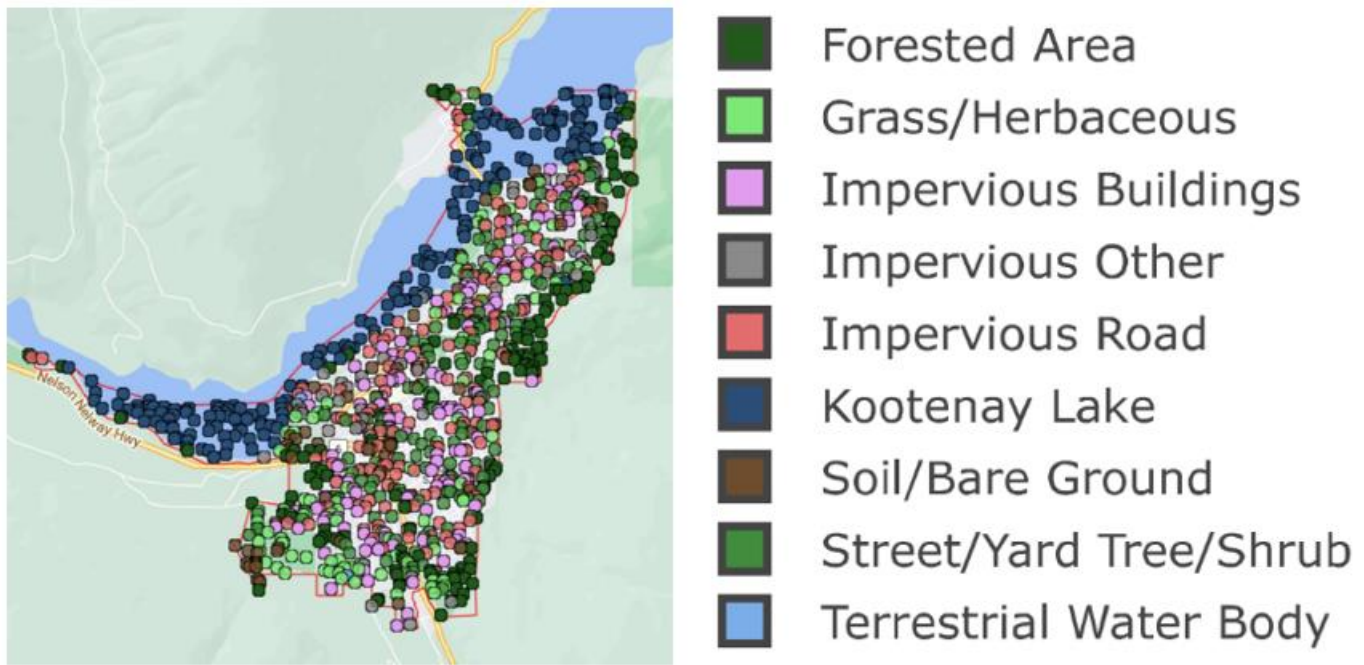 Nelson Nelway Hwy
Forested Area
Grass/Herbaceous
Impervious Buildings
Impervious Other
Impervious Road
Kootenay Lake
Soil/Bare Ground
Street/Yard Tree/Shrub
Terrestrial Water Body